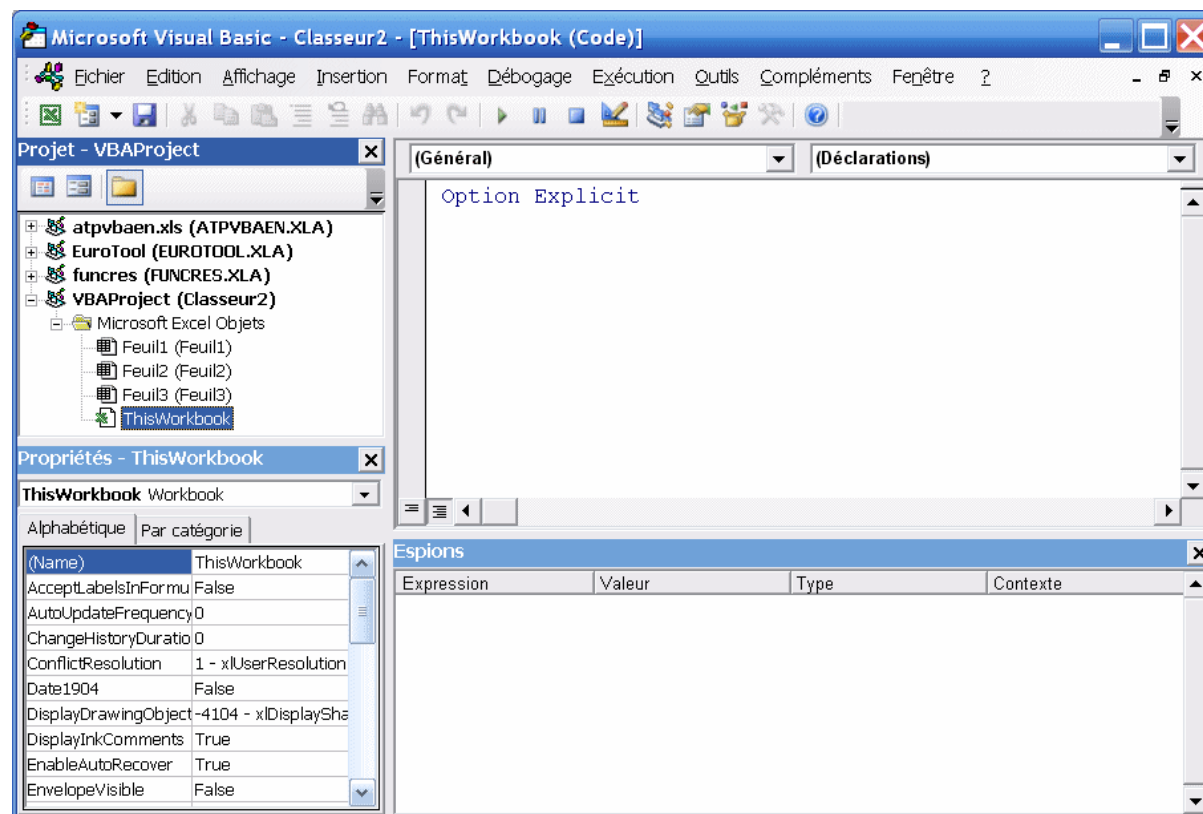 Microsoft Visual Basic - Classeur2 - [ThisWorkbook (Code)]
Fichier Edition Affichage Insertion Format Débogage Exécution Outils Compléments Fenêtre ?
Projet - VBAProject
(Général) (Déclarations)
Option Explicit
atpvbaen.xls (ATPVBAEN.XLA)
EuroTool (EUROTOOL.XLA)
funcres (FUNCRES.XLA)
VBAProject (Classeur2)
Microsoft Excel Objets
Feuil1 (Feuil1)
Feuil2 (Feuil2)
Feuil3 (Feuil3)
ThisWorkbook
Propriétés - ThisWorkbook
ThisWorkbook Workbook
Alphabétique Par catégorie
(Name) ThisWorkbook
AcceptLabelsInFormu False
AutoUpdateFrequency 0
ChangeHistoryDuratio 0
ConflictResolution 1 - xlUserResolution
Date1904 False
DisplayDrawingObject -4104 - xlDisplaySha
DisplayInkComments True
EnableAutoRecover True
EnvelopeVisible False
Espions
Expression Valeur Type Contexte